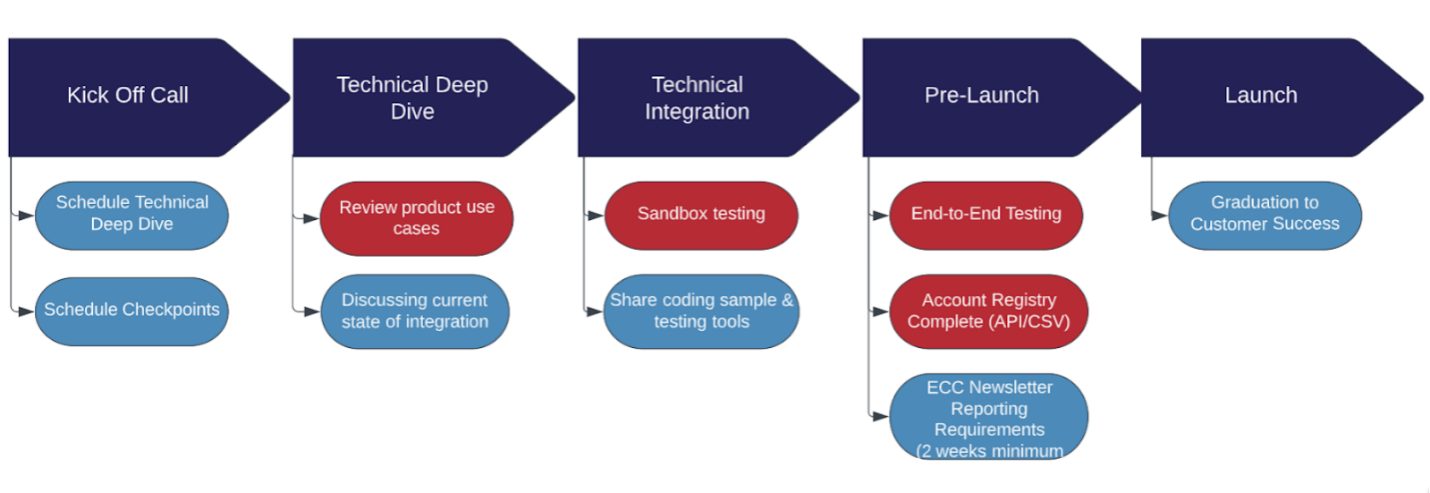 Kick Off Call
Technical Deep
Dive
Technical
Integration
Pre-Launch
Launch
Schedule Technical
Deep Dive
Schedule Checkpoints
Review product use
cases
Discussing current
state of integration
Sandbox testing
Share coding sample &
testing tools
End-to-End Testing
Account Registry
Complete (API/CSV)
ECC Newsletter
Reporting
Requirements
(2 weeks minimum
Graduation to
Customer Success